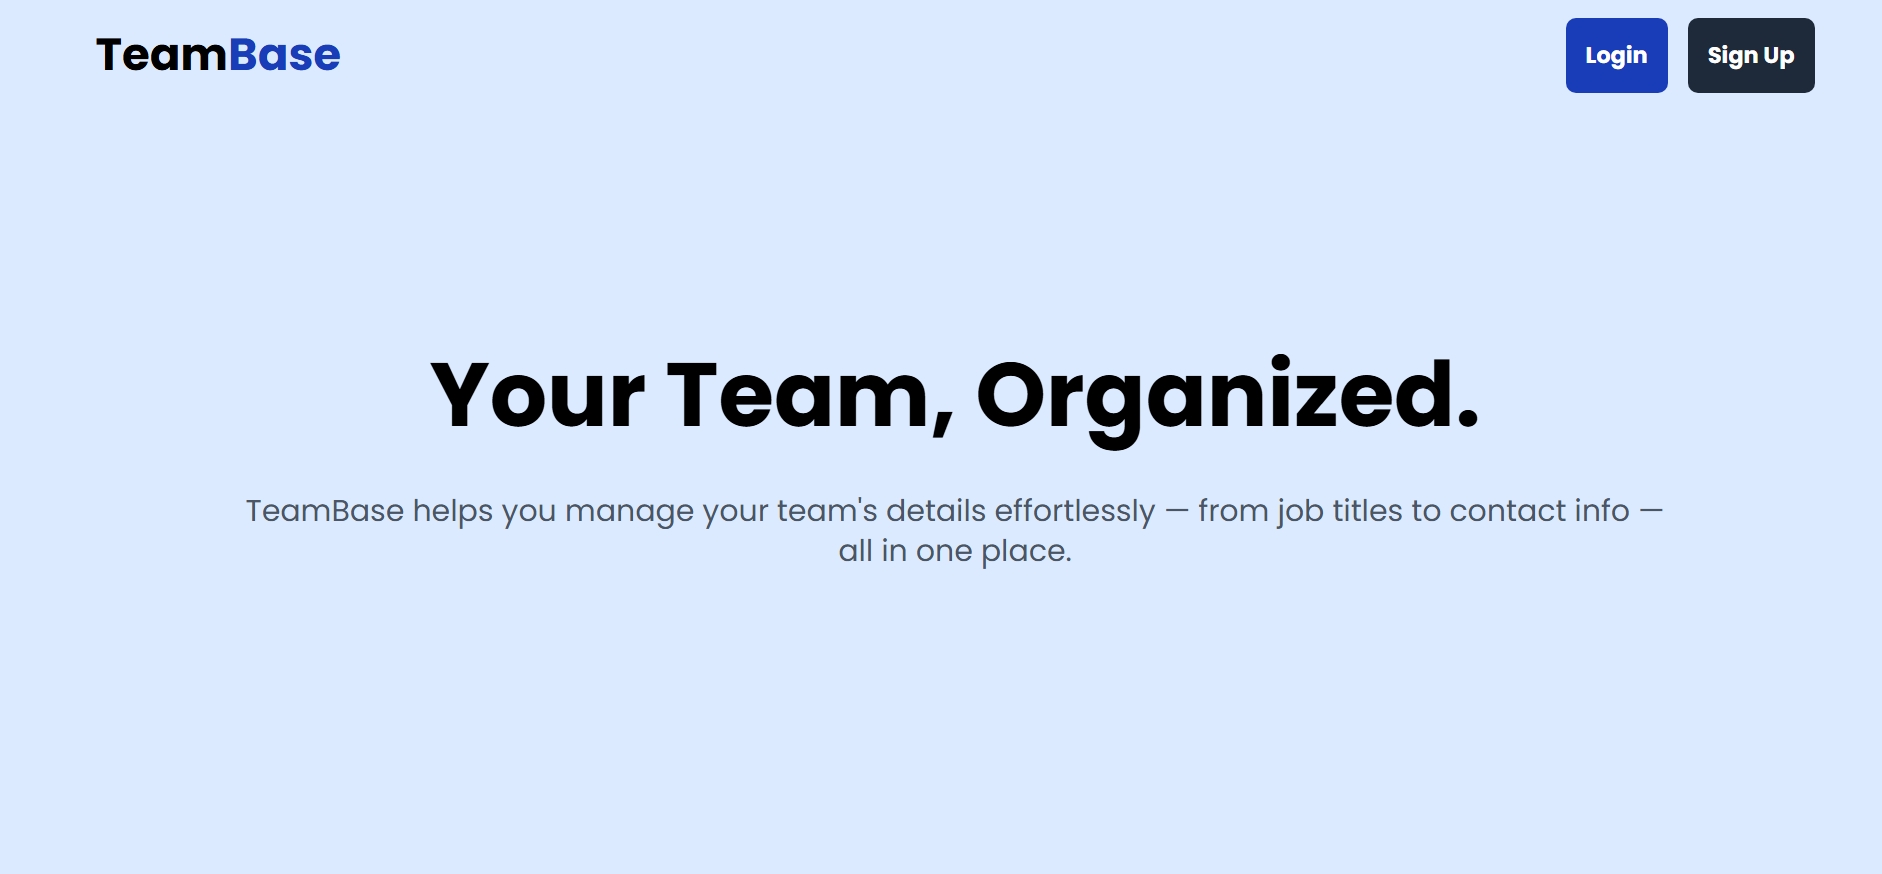 TeamBase
Login
Sign Up
Your Team, Organized.
TeamBase helps you manage your team's details effortlessly — from job titles to contact info —
all in one place.